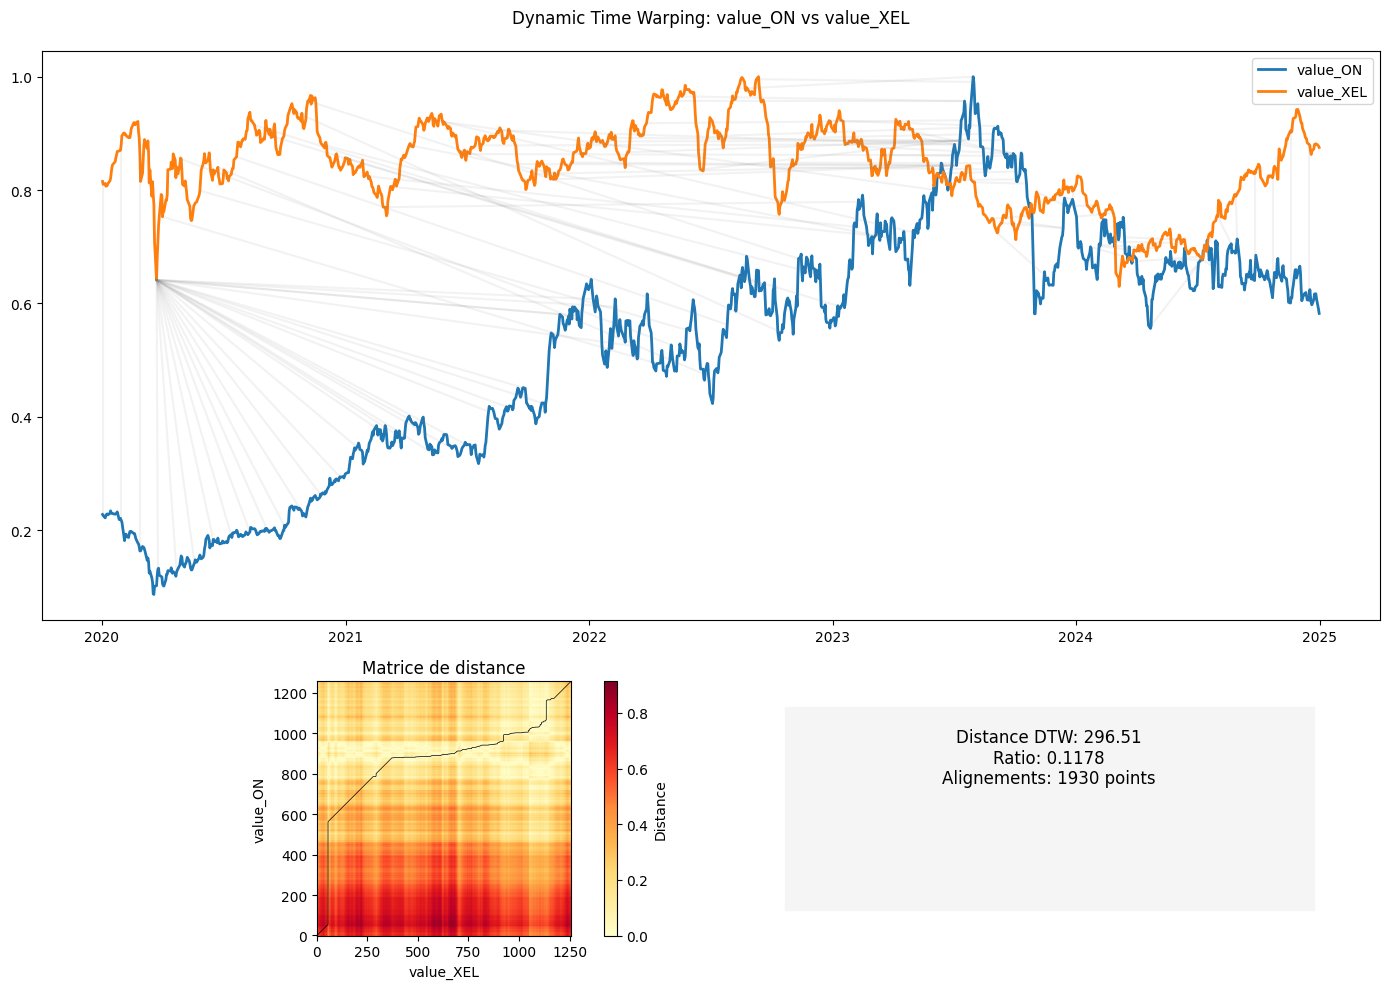 Dynamic Time Warping: value_ON vs value_XEL
value_ON
value_XEL
1.0
0.8
0.6
0.4
0.2
2020 2021 2022 2023 2024 2025
Matrice de distance
value_ON
1200
1000
800
600
400
200
0
0 250 500 750 1000 1250
value_XEL
0.8
0.6
0.4
0.2
0.0
Distance
Distance DTW: 296.51
Ratio: 0.1178
Alignements: 1930 points